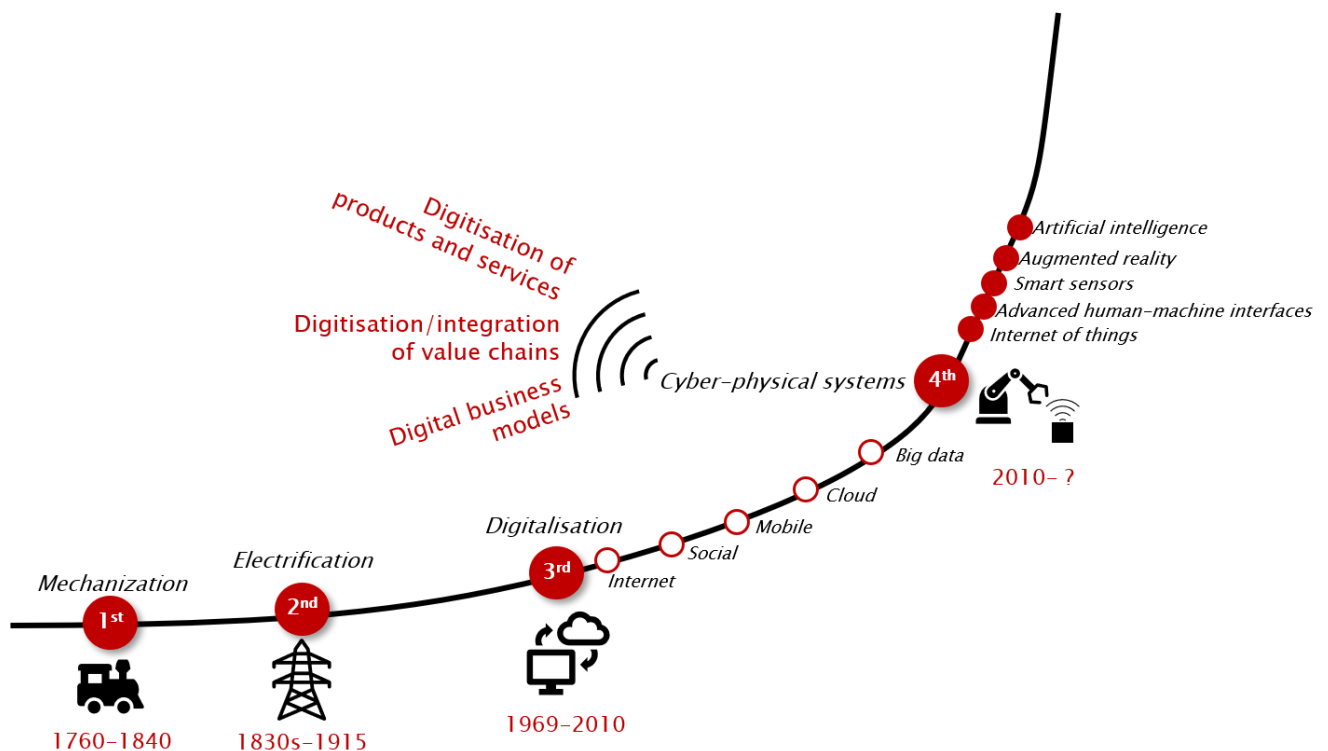 Digitisation of
products and services
Digitisation/integration
of value chains
Digital business
models
Artificial intelligence
Augmented reality
Smart sensors
Advanced human-machine interfaces
Internet of things
Cyber-physical systems
4th
2010- ?
Big data
Cloud
Mobile
Social
Internet
Digitalisation
3rd
1969-2010
Electrification
2nd
1830s-1915
Mechanization
1st
1760-1840